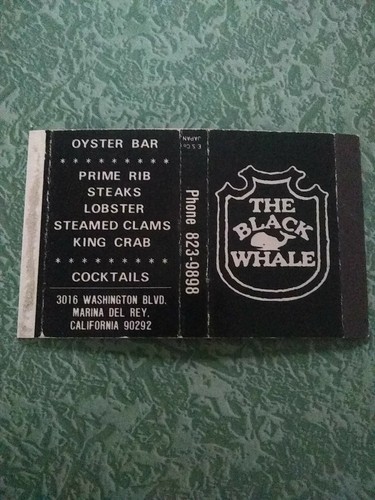 OYSTER BAR
* * * * * * * * *
PRIME RIB
STEAKS
LOBSTER
STEAMED CLAMS
KING CRAB
* * * * * * * * *
COCKTAILS
3016 WASHINGTON BLVD.
MARINA DEL REY,
CALIFORNIA 90292
JAPAN
Phone 823-9898
THE
BLACK
WHALE